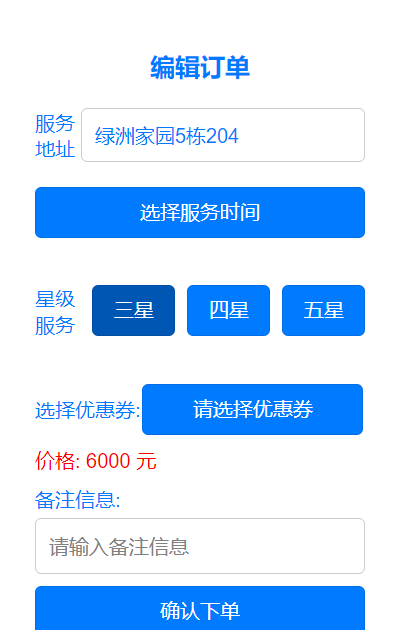 编辑订单
服务
地址
绿洲家园5栋204
选择服务时间
星级
服务
三星 四星 五星
选择优惠券: 请选择优惠券
价格: 6000 元
备注信息:
请输入备注信息
确认下单